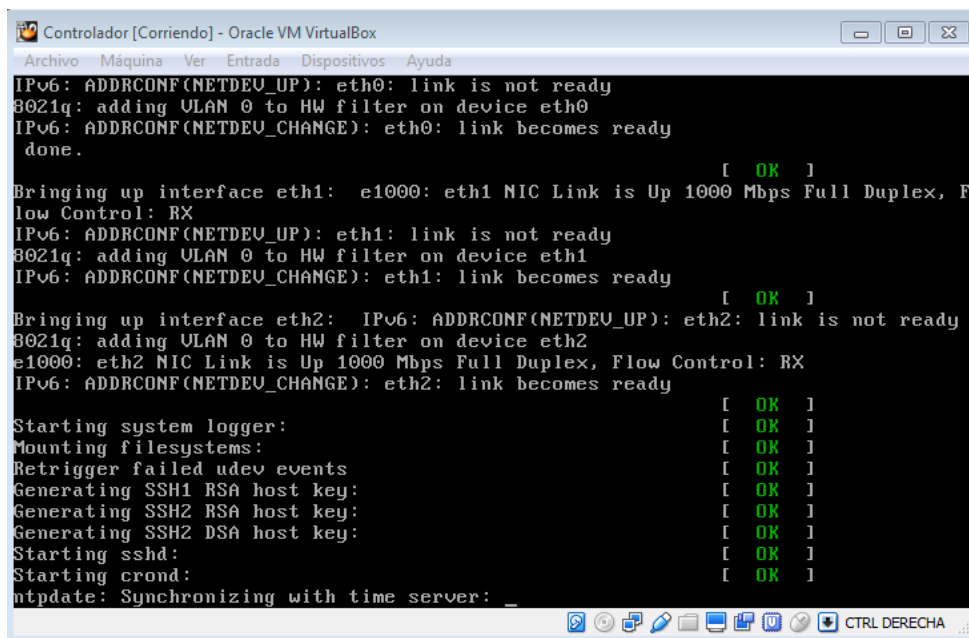 Controlador [Corriendo] - Oracle VM VirtualBox
Archivo Máquina Ver Entrada Dispositivos Ayuda
IPv6: ADDRCONF(NETDEV_UP): eth0: link is not ready
8021q: adding VLAN 0 to HW filter on device eth0
IPv6: ADDRCONF(NETDEV_CHANGE): eth0: link becomes ready
done.
[ OK ]
Bringing up interface eth1: e1000: eth1 NIC Link is Up 1000 Mbps Full Duplex, F
low Control: RX
IPv6: ADDRCONF(NETDEV_UP): eth1: link is not ready
8021q: adding VLAN 0 to HW filter on device eth1
IPv6: ADDRCONF(NETDEV_CHANGE): eth1: link becomes ready
[ OK ]
Bringing up interface eth2: IPv6: ADDRCONF(NETDEV_UP): eth2: link is not ready
8021q: adding VLAN 0 to HW filter on device eth2
e1000: eth2 NIC Link is Up 1000 Mbps Full Duplex, Flow Control: RX
IPv6: ADDRCONF(NETDEV_CHANGE): eth2: link becomes ready
[ OK ]
Starting system logger: [ OK ]
Mounting filesystems: [ OK ]
Retrigger failed udev events [ OK ]
Generating SSH1 RSA host key: [ OK ]
Generating SSH2 RSA host key: [ OK ]
Generating SSH2 DSA host key: [ OK ]
Starting sshd: [ OK ]
Starting crond: [ OK ]
ntpdate: Synchronizing with time server: _
CTRL DERECHA